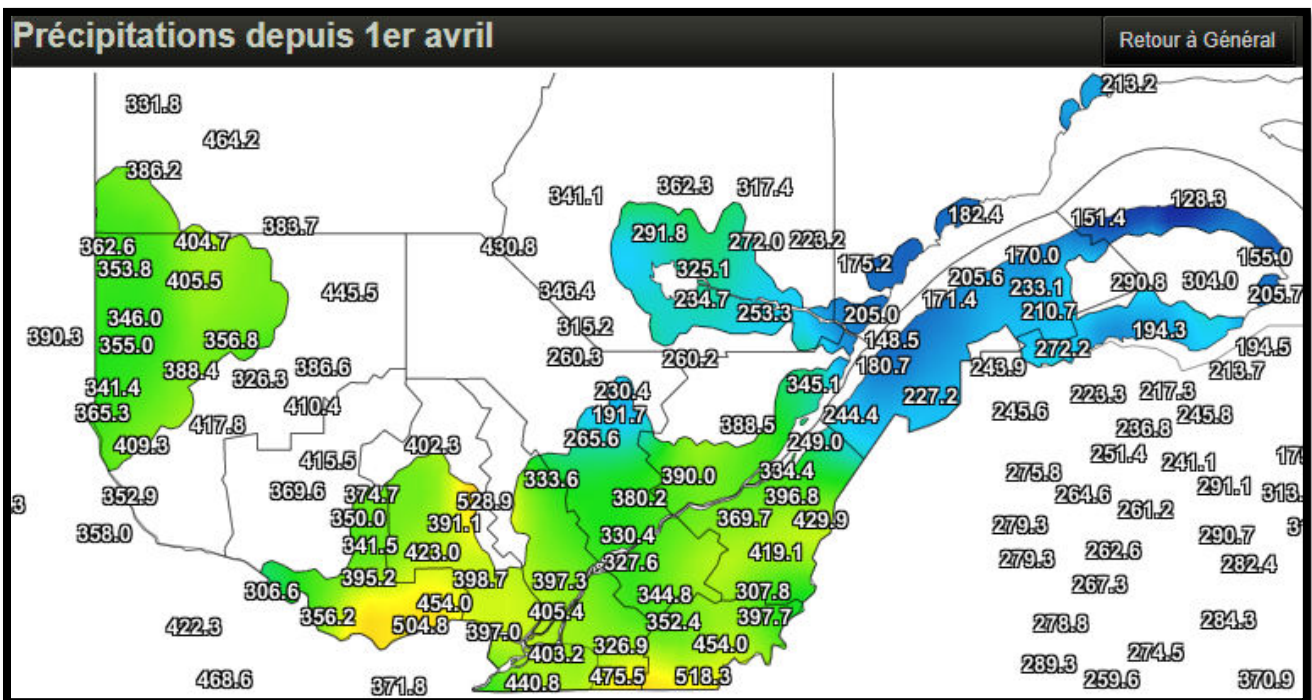 Précipitations depuis 1er avril
Retour à Général
213.2
331.8
464.2
386.2
341.1 362.3 317.4
128.3
182.4 151.4
383.7
362.6 404.7 430.8 291.8 272.0 223.2
170.0 155.0
353.8 325.1 175.2
405.5 445.5 346.4 205.6 233.1 290.8 304.0
234.7 171.4 205.7
346.0 315.2 253.3 205.0 210.7
390.3 355.0 356.8 148.5 272.2 194.3 194.5
388.4 386.6 260.3 260.2 180.7 243.9 213.7
341.4 326.3 230.4 345.1 227.2 223.3 217.3
365.3 410.4 191.7 244.4 245.6 245.8
417.8 388.5 236.8
409.3 402.3 265.6 249.0 251.4 241.1
415.5 333.6 390.0 334.4 275.8
352.9 369.6 374.7 528.9 380.2 396.8 264.6 291.1
350.0 391.1 369.7 429.9 279.3 261.2
358.0 341.5 423.0 330.4 419.1 262.6 290.7
327.6 279.3 282.4
306.6 395.2 398.7 397.3 344.8 307.8 267.3
356.2 454.0 405.4 352.4 397.7 278.8 284.3
422.3 504.8 397.0 326.9 454.0
403.2 289.3 274.5
468.6 371.8 440.8 475.5 518.3 259.6 370.9